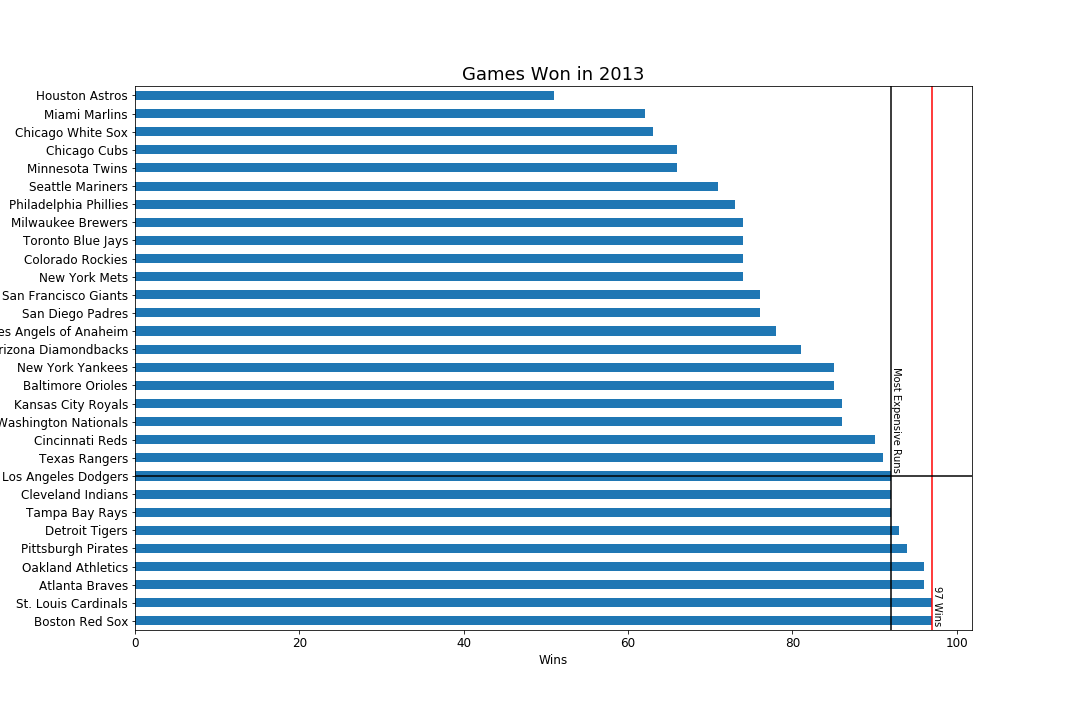 Games Won in 2013
Houston Astros
Miami Marlins
Chicago White Sox
Chicago Cubs
Minnesota Twins
Seattle Mariners
Philadelphia Phillies
Milwaukee Brewers
Toronto Blue Jays
Colorado Rockies
New York Mets
San Francisco Giants
San Diego Padres
es Angels of Anaheim
rizona Diamondbacks
New York Yankees
Baltimore Orioles
Kansas City Royals
Washington Nationals
Cincinnati Reds
Texas Rangers
Los Angeles Dodgers
Cleveland Indians
Tampa Bay Rays
Detroit Tigers
Pittsburgh Pirates
Oakland Athletics
Atlanta Braves
St. Louis Cardinals
Boston Red Sox
Most Expensive Runs
97 Wins
0 20 40 60 80 100
Wins